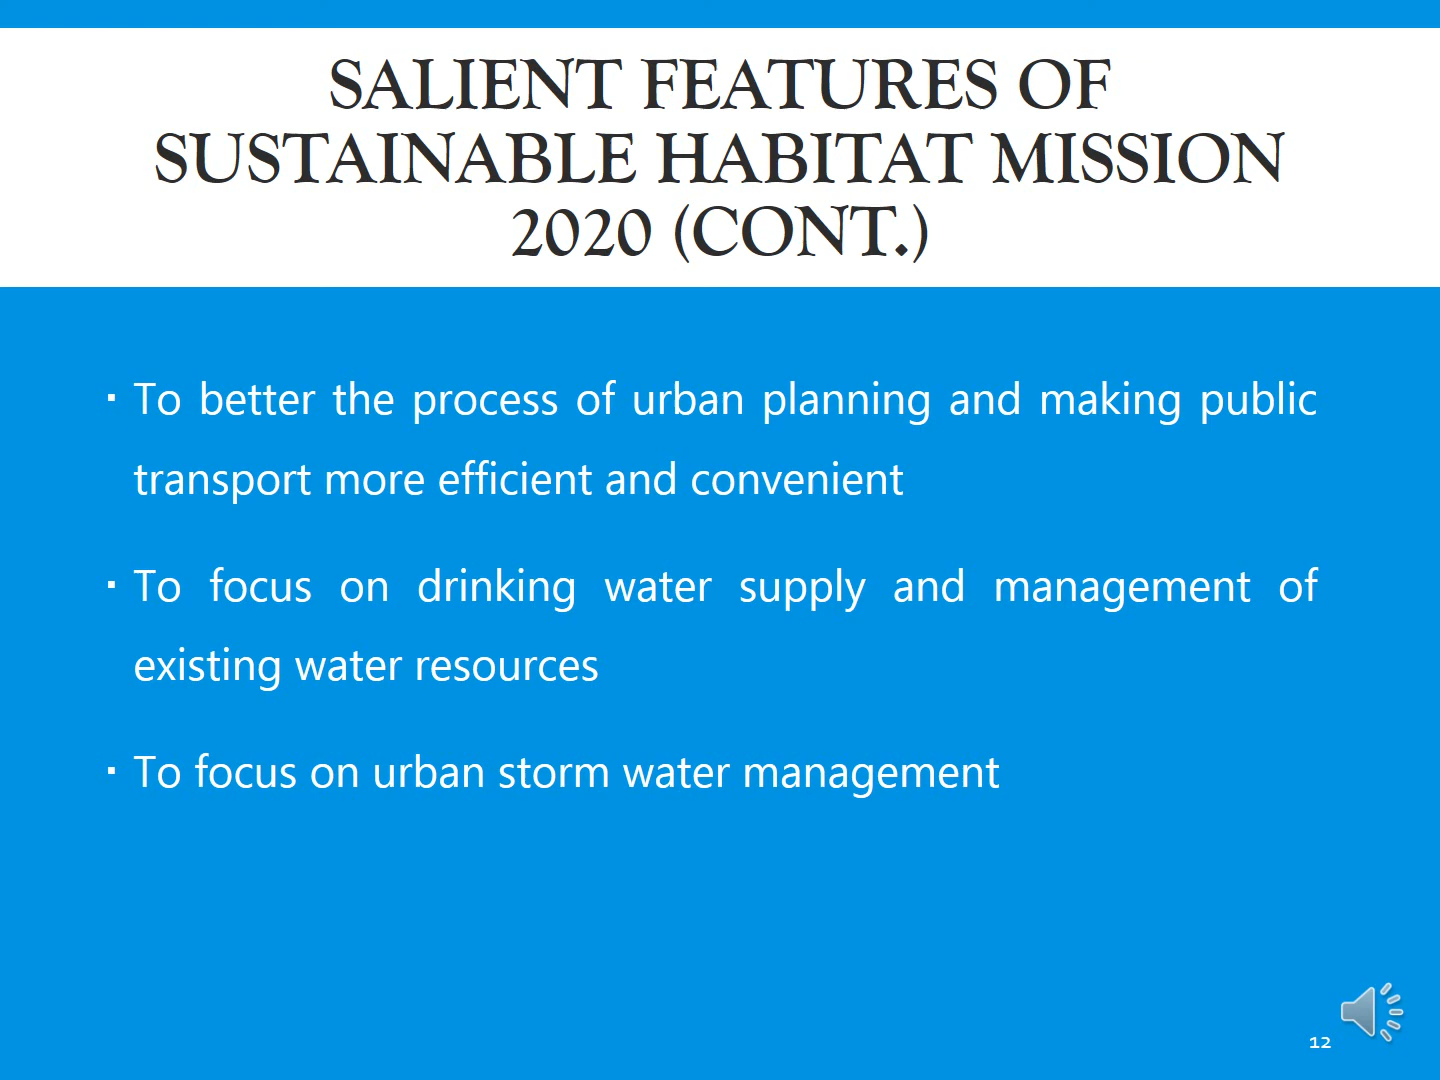 SALIENT FEATURES OF
SUSTAINABLE HABITAT MISSION
2020 (CONT.)
▪ To better the process of urban planning and making public
transport more efficient and convenient
▪ To focus on drinking water supply and management of
existing water resources
▪ To focus on urban storm water management
12